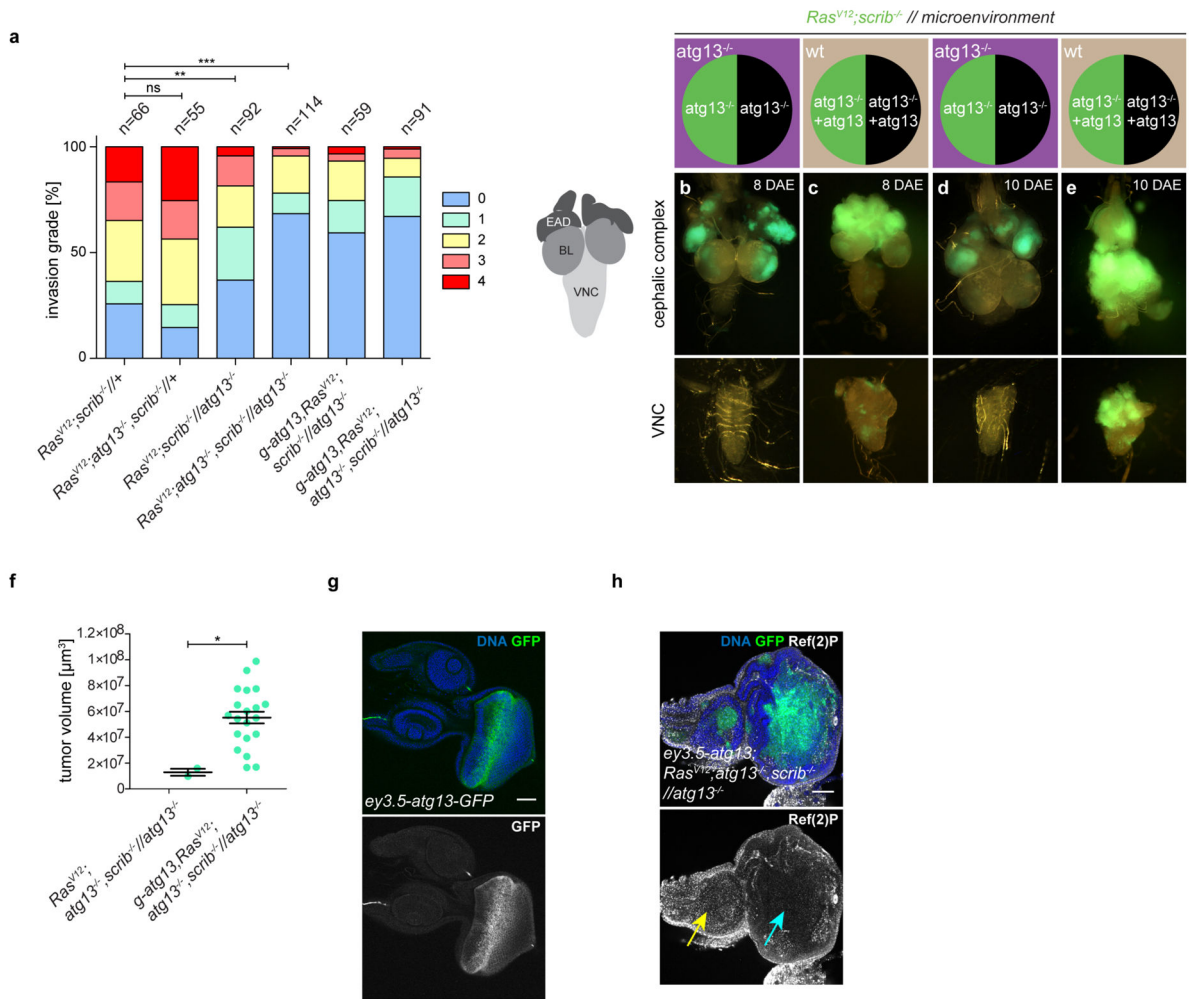 a
***
**
ns
n=66
n=55
n=92
n=114
n=59
n=91
invasion grade [%]
100
50
0
Ras^V12;scrib^-/-//+
Ras^V12;atg13^-/-,scrib^-/-//+
Ras^V12;scrib^-/-//atg13^-/-
Ras^V12;atg13^-/-,scrib^-/-//atg13^-/-
g-atg13,Ras^V12;
scrib^-/-//atg13^-/-
g-atg13,Ras^V12;
atg13^-/-,scrib^-/-//atg13^-/-
0
1
2
3
4
EAD
BL
VNC
Ras^V12;scrib^-/- // microenvironment
atg13^-/-
atg13^-/-
atg13^-/-
wt
atg13^-/-
+atg13
atg13^-/-
+atg13
atg13^-/-
atg13^-/-
atg13^-/-
wt
atg13^-/-
+atg13
atg13^-/-
+atg13
cephalic complex
b 8 DAE
c 8 DAE
d 10 DAE
e 10 DAE
VNC
f
*
tumor volume [µm³]
1.2×10^8
1×10^8
8×10^7
6×10^7
4×10^7
2×10^7
0
Ras^V12;
atg13^-/-,scrib^-/-//atg13^-/-
g-atg13,Ras^V12;
atg13^-/-,scrib^-/-//atg13^-/-
g
DNA GFP
ey3.5-atg13-GFP
GFP
h
DNA GFP Ref(2)P
ey3.5-atg13;
Ras^V12;atg13^-/-,scrib^-/-
//atg13^-/-
Ref(2)P